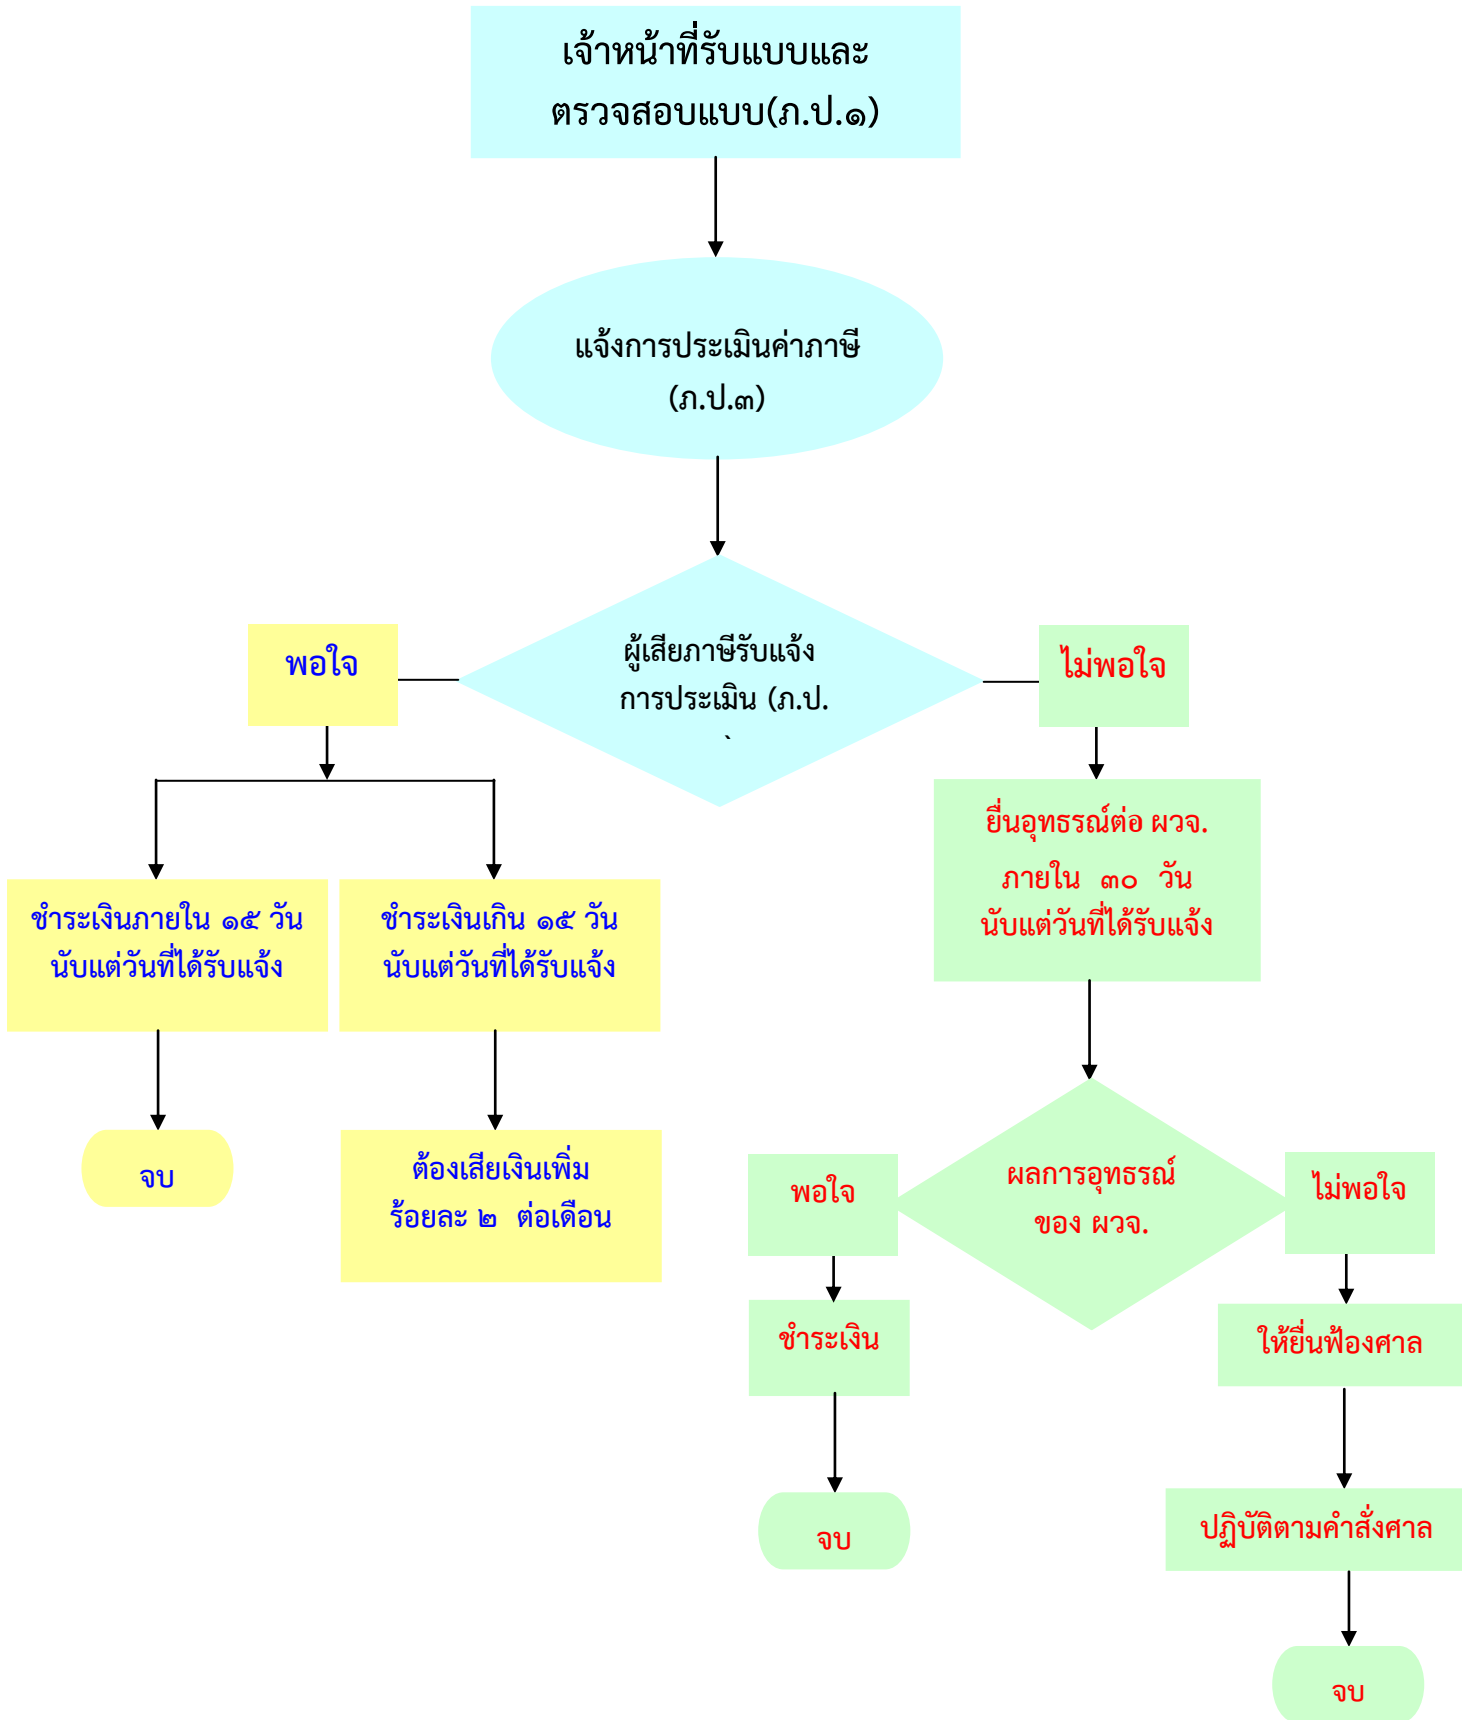 เจ้าหน้าที่รับแบบและ
ตรวจสอบแบบ(ภ.ป.๑)
แจ้งการประเมินค่าภาษี
(ภ.ป.๓)
ผู้เสียภาษีรับแจ้ง
การประเมิน (ภ.ป.
พอใจ
ไม่พอใจ
ชำระเงินภายใน ๑๕ วัน
นับแต่วันที่ได้รับแจ้ง
ชำระเงินเกิน ๑๕ วัน
นับแต่วันที่ได้รับแจ้ง
ยื่นอุทธรณ์ต่อ ผวจ.
ภายใน ๓๐ วัน
นับแต่วันที่ได้รับแจ้ง
จบ
ต้องเสียเงินเพิ่ม
ร้อยละ ๒ ต่อเดือน
ผลการอุทธรณ์
ของ ผวจ.
พอใจ
ไม่พอใจ
ชำระเงิน
ให้ยื่นฟ้องศาล
จบ
ปฏิบัติตามคำสั่งศาล
จบ